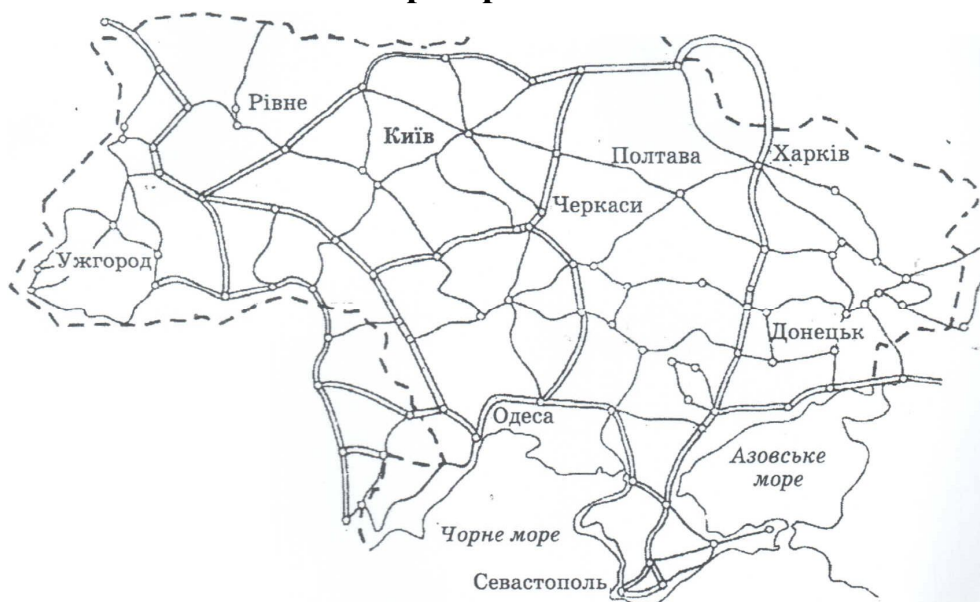 Рівне
Київ
Полтава
Харків
Черкаси
Ужгород
Донецьк
Одеса
Азовське
море
Чорне море
Севастополь